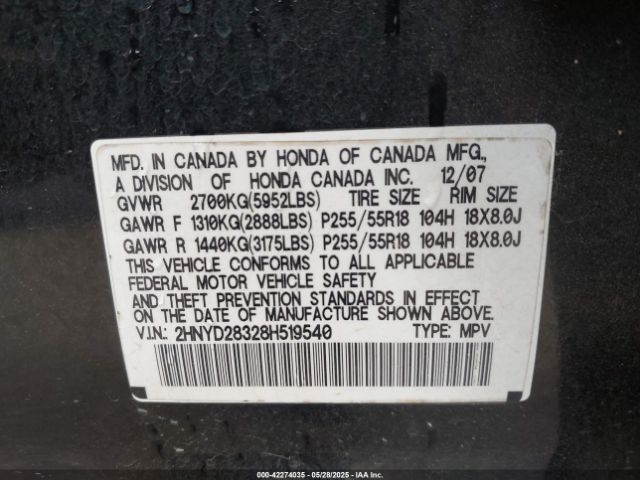 MFD. IN CANADA BY HONDA OF CANADA MFG.,
A DIVISION OF HONDA CANADA INC. 12/07
GVWR 2700KG(5952LBS) TIRE SIZE RIM SIZE
GAWR F 1310KG(2888LBS) P255/55R18 104H 18X8.0J
GAWR R 1440KG(3175LBS) P255/55R18 104H 18X8.0J
THIS VEHICLE CONFORMS TO ALL APPLICABLE
FEDERAL MOTOR VEHICLE SAFETY
AND THEFT PREVENTION STANDARDS IN EFFECT
ON THE DATE OF MANUFACTURE SHOWN ABOVE.
V.I.N.: 2HNYD28328H519540 TYPE: MPV
000-42274035 - 05/28/2025 - IAA Inc.